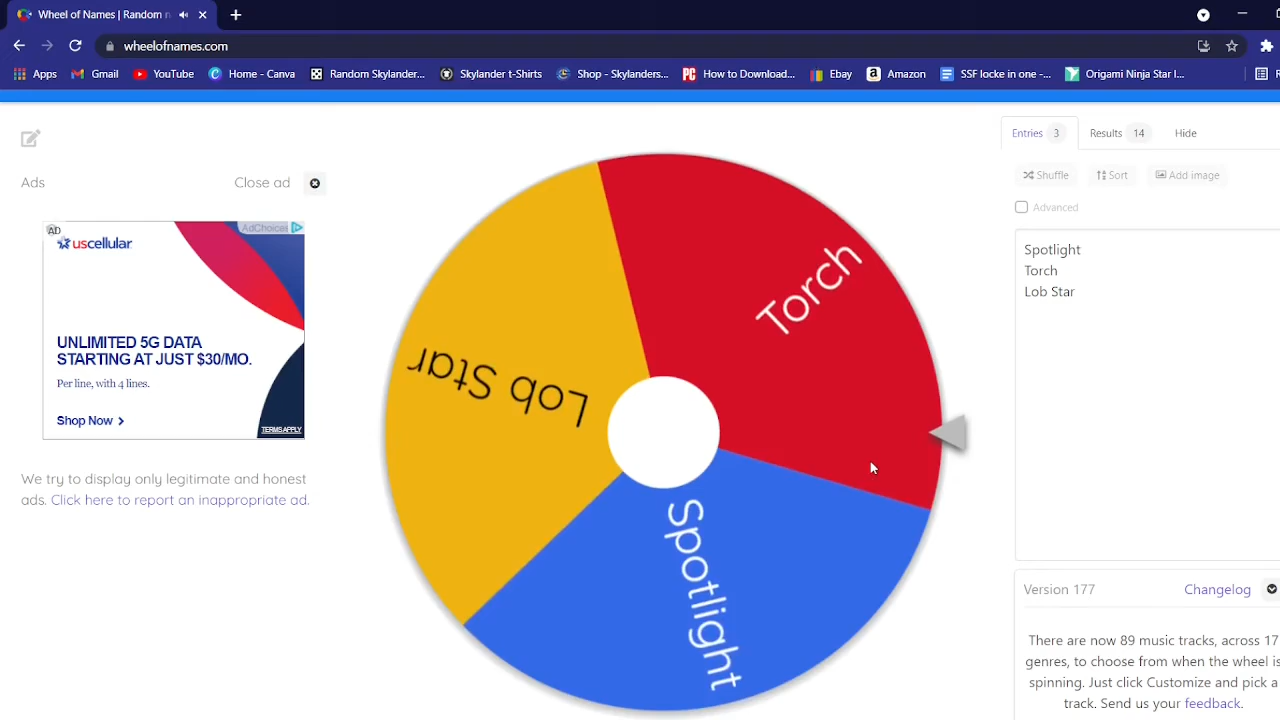 Wheel of Names | Random n
wheelofnames.com
Apps
Gmail
YouTube
Home - Canva
Random Skylander...
Skylander t-Shirts
Shop - Skylanders...
How to Download...
Ebay
Amazon
SSF locke in one -...
Origami Ninja Star I...
Ads
Close ad
AD
AdChoices
uscellular
UNLIMITED 5G DATA
STARTING AT JUST $30/MO.
Per line, with 4 lines.
Shop Now
TERMS APPLY
We try to display only legitimate and honest
ads. Click here to report an inappropriate ad.
Torch
Lob Star
Spotlight
Entries 3
Results 14
Hide
Shuffle
Sort
Add image
Advanced
Spotlight
Torch
Lob Star
Version 177
Changelog
There are now 89 music tracks, across 17
genres, to choose from when the wheel is
spinning. Just click Customize and pick a
track. Send us your feedback.